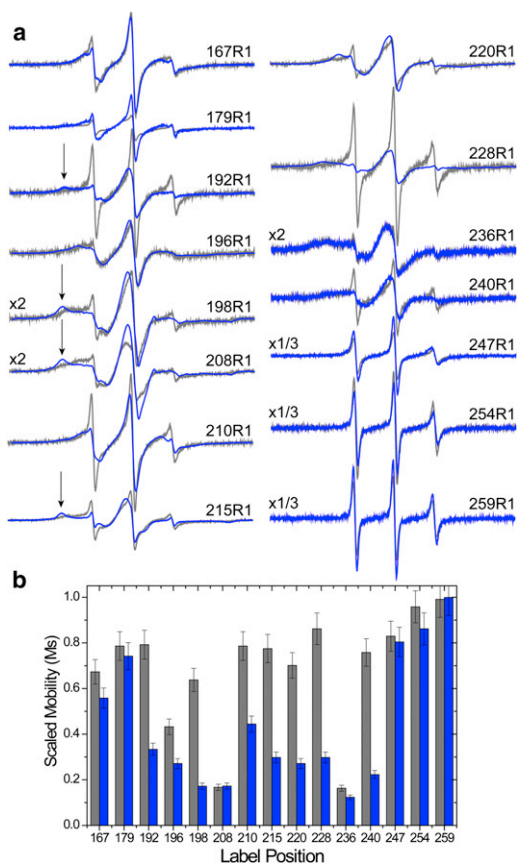 a
167R1
179R1
192R1
196R1
x2
198R1
x2
208R1
210R1
215R1
220R1
228R1
x2
236R1
240R1
x1/3
247R1
x1/3
254R1
x1/3
259R1
b
Scaled Mobility (Ms)
1.0
0.8
0.6
0.4
0.2
0.0
167 179 192 196 198 208 210 215 220 228 236 240 247 254 259
Label Position